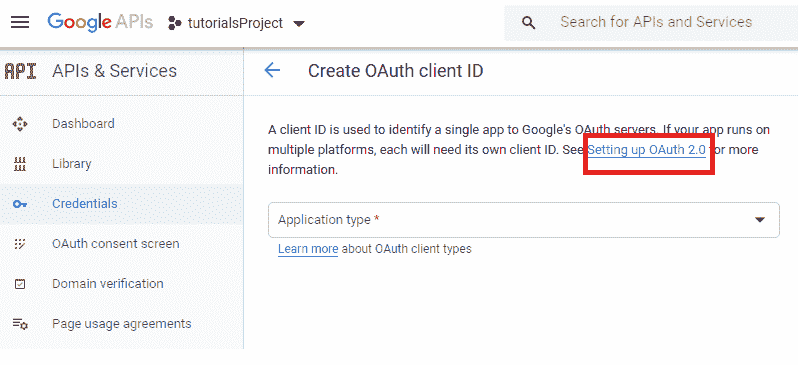 Google APIs
tutorialsProject
Search for APIs and Services
API
APIs & Services
Create OAuth client ID
Dashboard
Library
Credentials
OAuth consent screen
Domain verification
Page usage agreements
A client ID is used to identify a single app to Google's OAuth servers. If your app runs on
multiple platforms, each will need its own client ID. See Setting up OAuth 2.0 for more
information.
Application type *
Learn more about OAuth client types